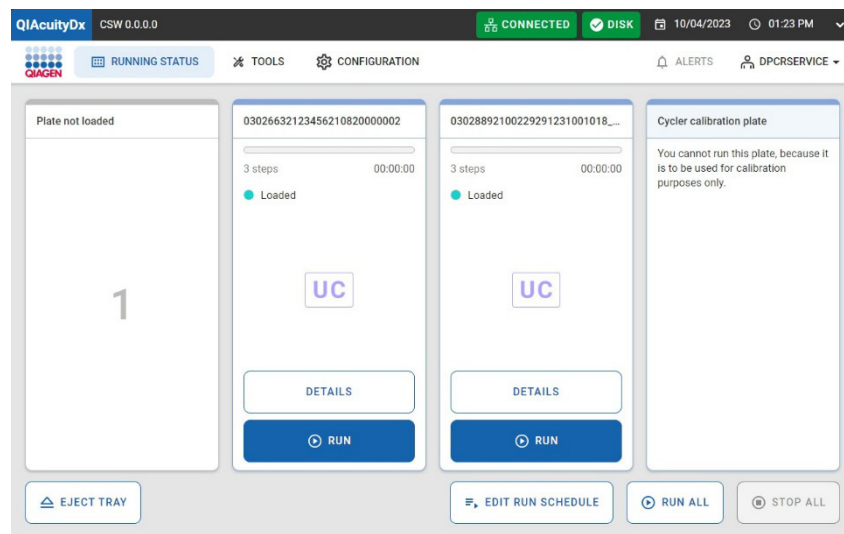 QIAcuityDx CSW 0.0.0.0 CONNECTED DISK 10/04/2023 01:23 PM
QIAGEN RUNNING STATUS TOOLS CONFIGURATION ALERTS DPCRSERVICE
Plate not loaded
1
03026632123456210820000002
3 steps 00:00:00
Loaded
UC
DETAILS
RUN
03028892100229291231001018_...
3 steps 00:00:00
Loaded
UC
DETAILS
RUN
Cycler calibration plate
You cannot run this plate, because it
is to be used for calibration
purposes only.
EJECT TRAY EDIT RUN SCHEDULE RUN ALL STOP ALL